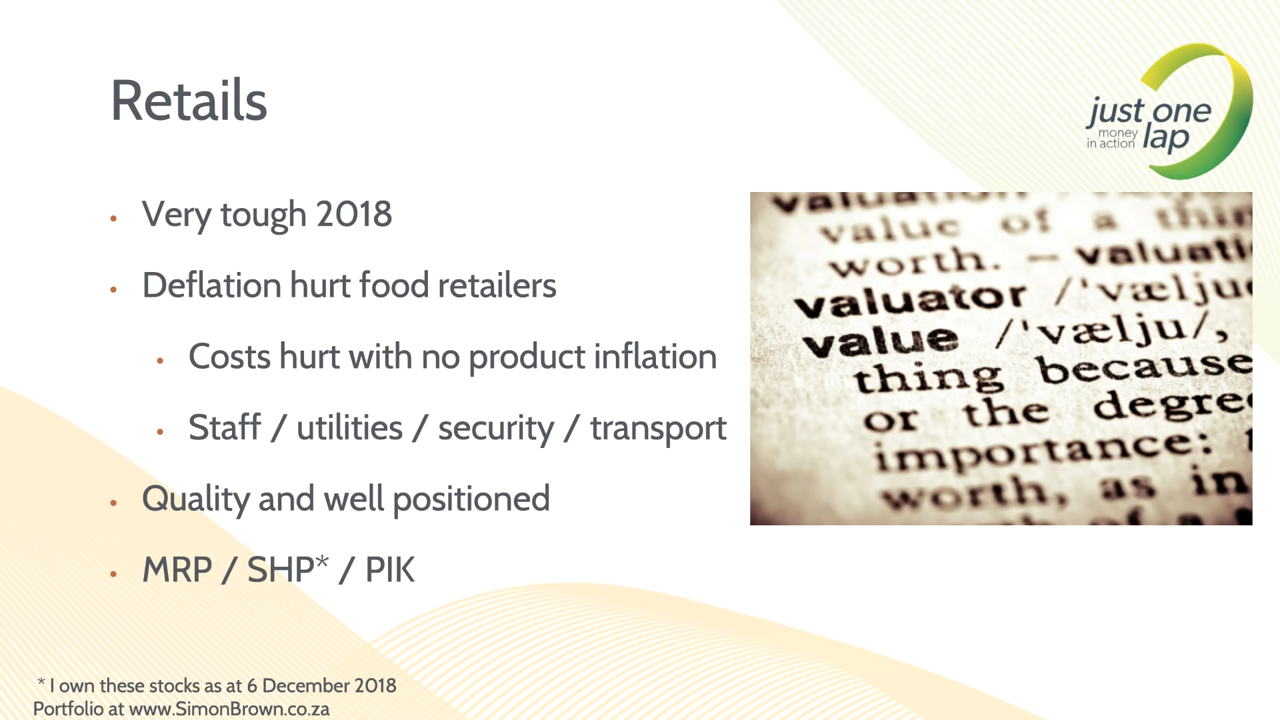 Retails
just one
money
in action lap
• Very tough 2018
• Deflation hurt food retailers
• Costs hurt with no product inflation
• Staff / utilities / security / transport
• Quality and well positioned
• MRP / SHP* / PIK
value of a
worth. –
valuator
value /ˈvælju/,
thing because
or the
importance:
worth, as in
* I own these stocks as at 6 December 2018
Portfolio at www.SimonBrown.co.za